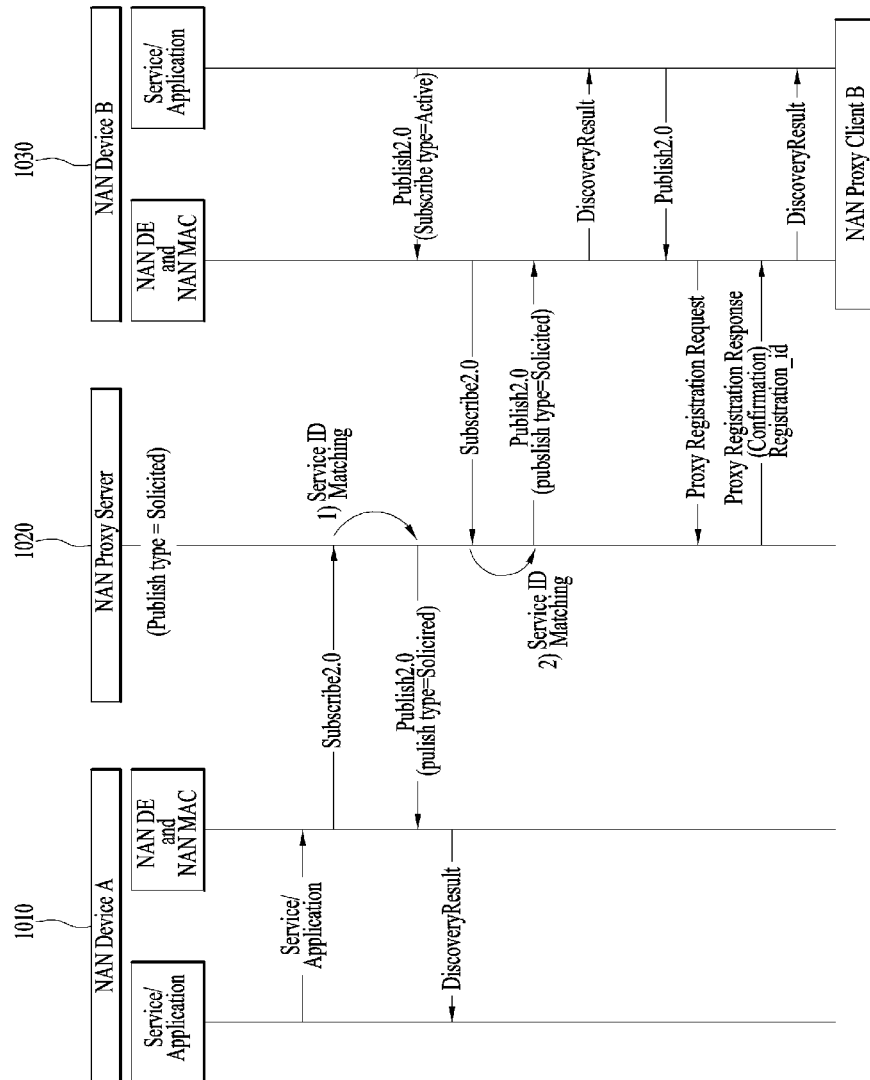 1010
NAN Device A
Service/
Application
NAN DE
and
NAN MAC
1020
NAN Proxy Server
(Publish type = Solicited)
1030
NAN Device B
NAN DE
and
NAN MAC
Service/
Application
Service/
Application
Subscribe2.0
1) Service ID
Matching
Publish2.0
(pulish type=Solicired)
DiscoveryResult
Publish2.0
(Subscribe type=Active)
Subscribe2.0
2) Service ID
Matching
Publish2.0
(pubslish type=Solicited)
DiscoveryResult
Publish2.0
Proxy Registration Request
Proxy Registration Response
(Confirmation)
Registration_id
DiscoveryResult
NAN Proxy Client B